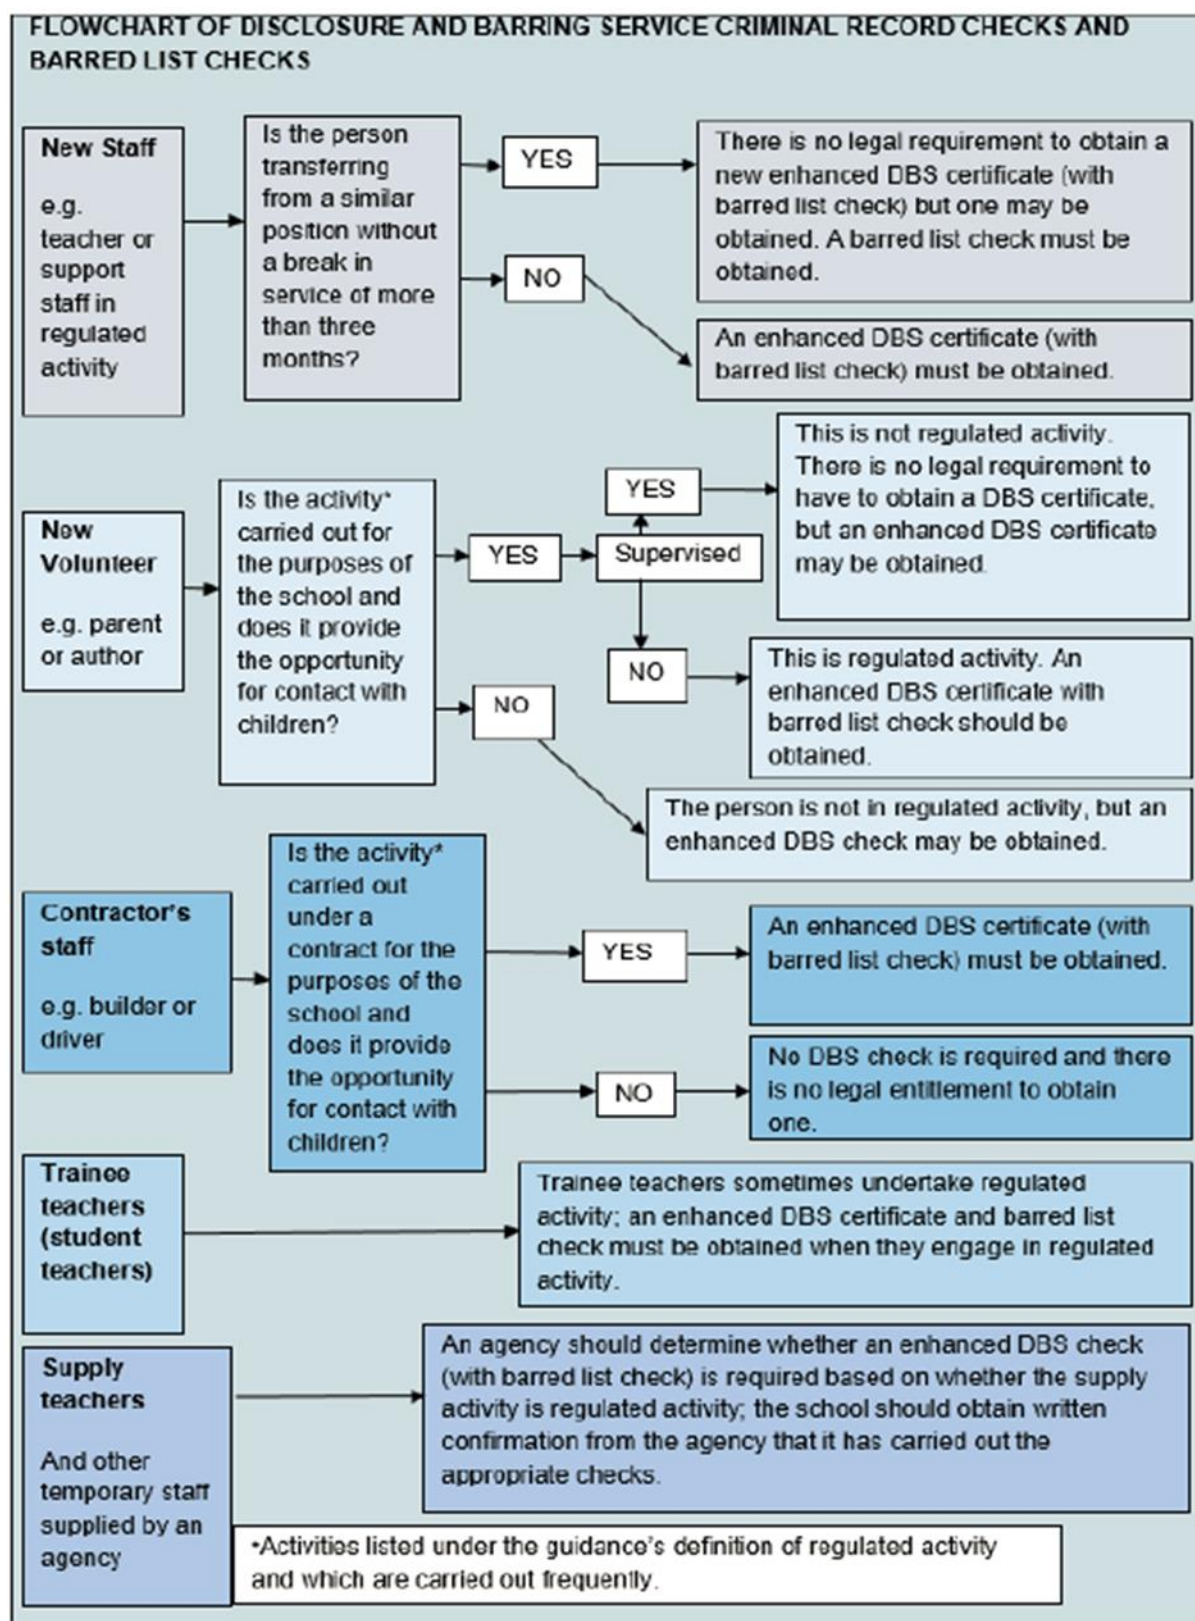 FLOWCHART OF DISCLOSURE AND BARRING SERVICE CRIMINAL RECORD CHECKS AND
BARRED LIST CHECKS
New Staff
e.g.
teacher or
support
staff in
regulated
activity
Is the person
transferring
from a similar
position without
a break in
service of more
than three
months?
YES
NO
There is no legal requirement to obtain a
new enhanced DBS certificate (with
barred list check) but one may be
obtained. A barred list check must be
obtained.
An enhanced DBS certificate (with
barred list check) must be obtained.
New
Volunteer
e.g. parent
or author
Is the activity*
carried out for
the purposes of
the school and
does it provide
the opportunity
for contact with
children?
YES
NO
Supervised
YES
NO
This is not regulated activity.
There is no legal requirement to
have to obtain a DBS certificate,
but an enhanced DBS certificate
may be obtained.
This is regulated activity. An
enhanced DBS certificate with
barred list check should be
obtained.
The person is not in regulated activity, but an
enhanced DBS check may be obtained.
Contractor's
staff
e.g. builder or
driver
Is the activity*
carried out
under a
contract for the
purposes of the
school and
does it provide
the opportunity
for contact with
children?
YES
NO
An enhanced DBS certificate (with
barred list check) must be obtained.
No DBS check is required and there
is no legal entitlement to obtain
one.
Trainee
teachers
(student
teachers)
Trainee teachers sometimes undertake regulated
activity; an enhanced DBS certificate and barred list
check must be obtained when they engage in regulated
activity.
Supply
teachers
And other
temporary staff
supplied by an
agency
An agency should determine whether an enhanced DBS check
(with barred list check) is required based on whether the supply
activity is regulated activity; the school should obtain written
confirmation from the agency that it has carried out the
appropriate checks.
*Activities listed under the guidance's definition of regulated activity
and which are carried out frequently.